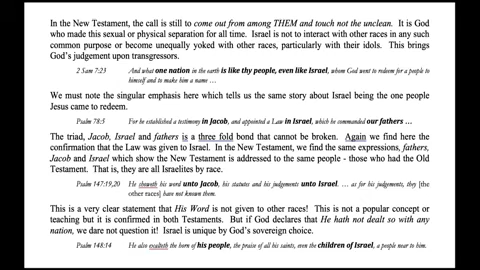 In the New Testament, the call is still to come out from among THEM and touch not the unclean. It is God
who made this sexual or physical separation for all time. Israel is not to interact with other races in any such
common purpose or become unequally yoked with other races, particularly with their idols. This brings
God's judgement upon transgressors.
2 Sam 7:23 And what one nation in the earth is like thy people, even like Israel, whom God went to redeem for a people to
himself and to make him a name ...
We must note the singular emphasis here which tells us the same story about Israel being the one people
Jesus came to redeem.
Psalm 78:5 For he established a testimony in Jacob, and appointed a Law in Israel, which he commanded our fathers ...
The triad, Jacob, Israel and fathers is a three fold bond that cannot be broken. Again we find here the
confirmation that the Law was given to Israel. In the New Testament, we find the same expressions, fathers,
Jacob and Israel which show the New Testament is addressed to the same people - those who had the Old
Testament. That is, they are all Israelites by race.
Psalm 147:19,20 He showeth his word unto Jacob, his statutes and his judgements unto Israel. ... as for his judgements, they [the
other races] have not known them.
This is a very clear statement that His Word is not given to other races! This is not a popular concept or
teaching but it is confirmed in both Testaments. But if God declares that He hath not dealt so with any
nation, we dare not question it! Israel is unique by God's sovereign choice.
Psalm 148:14 He also exalteth the horn of his people, the praise of all his saints, even the children of Israel, a people near to him.